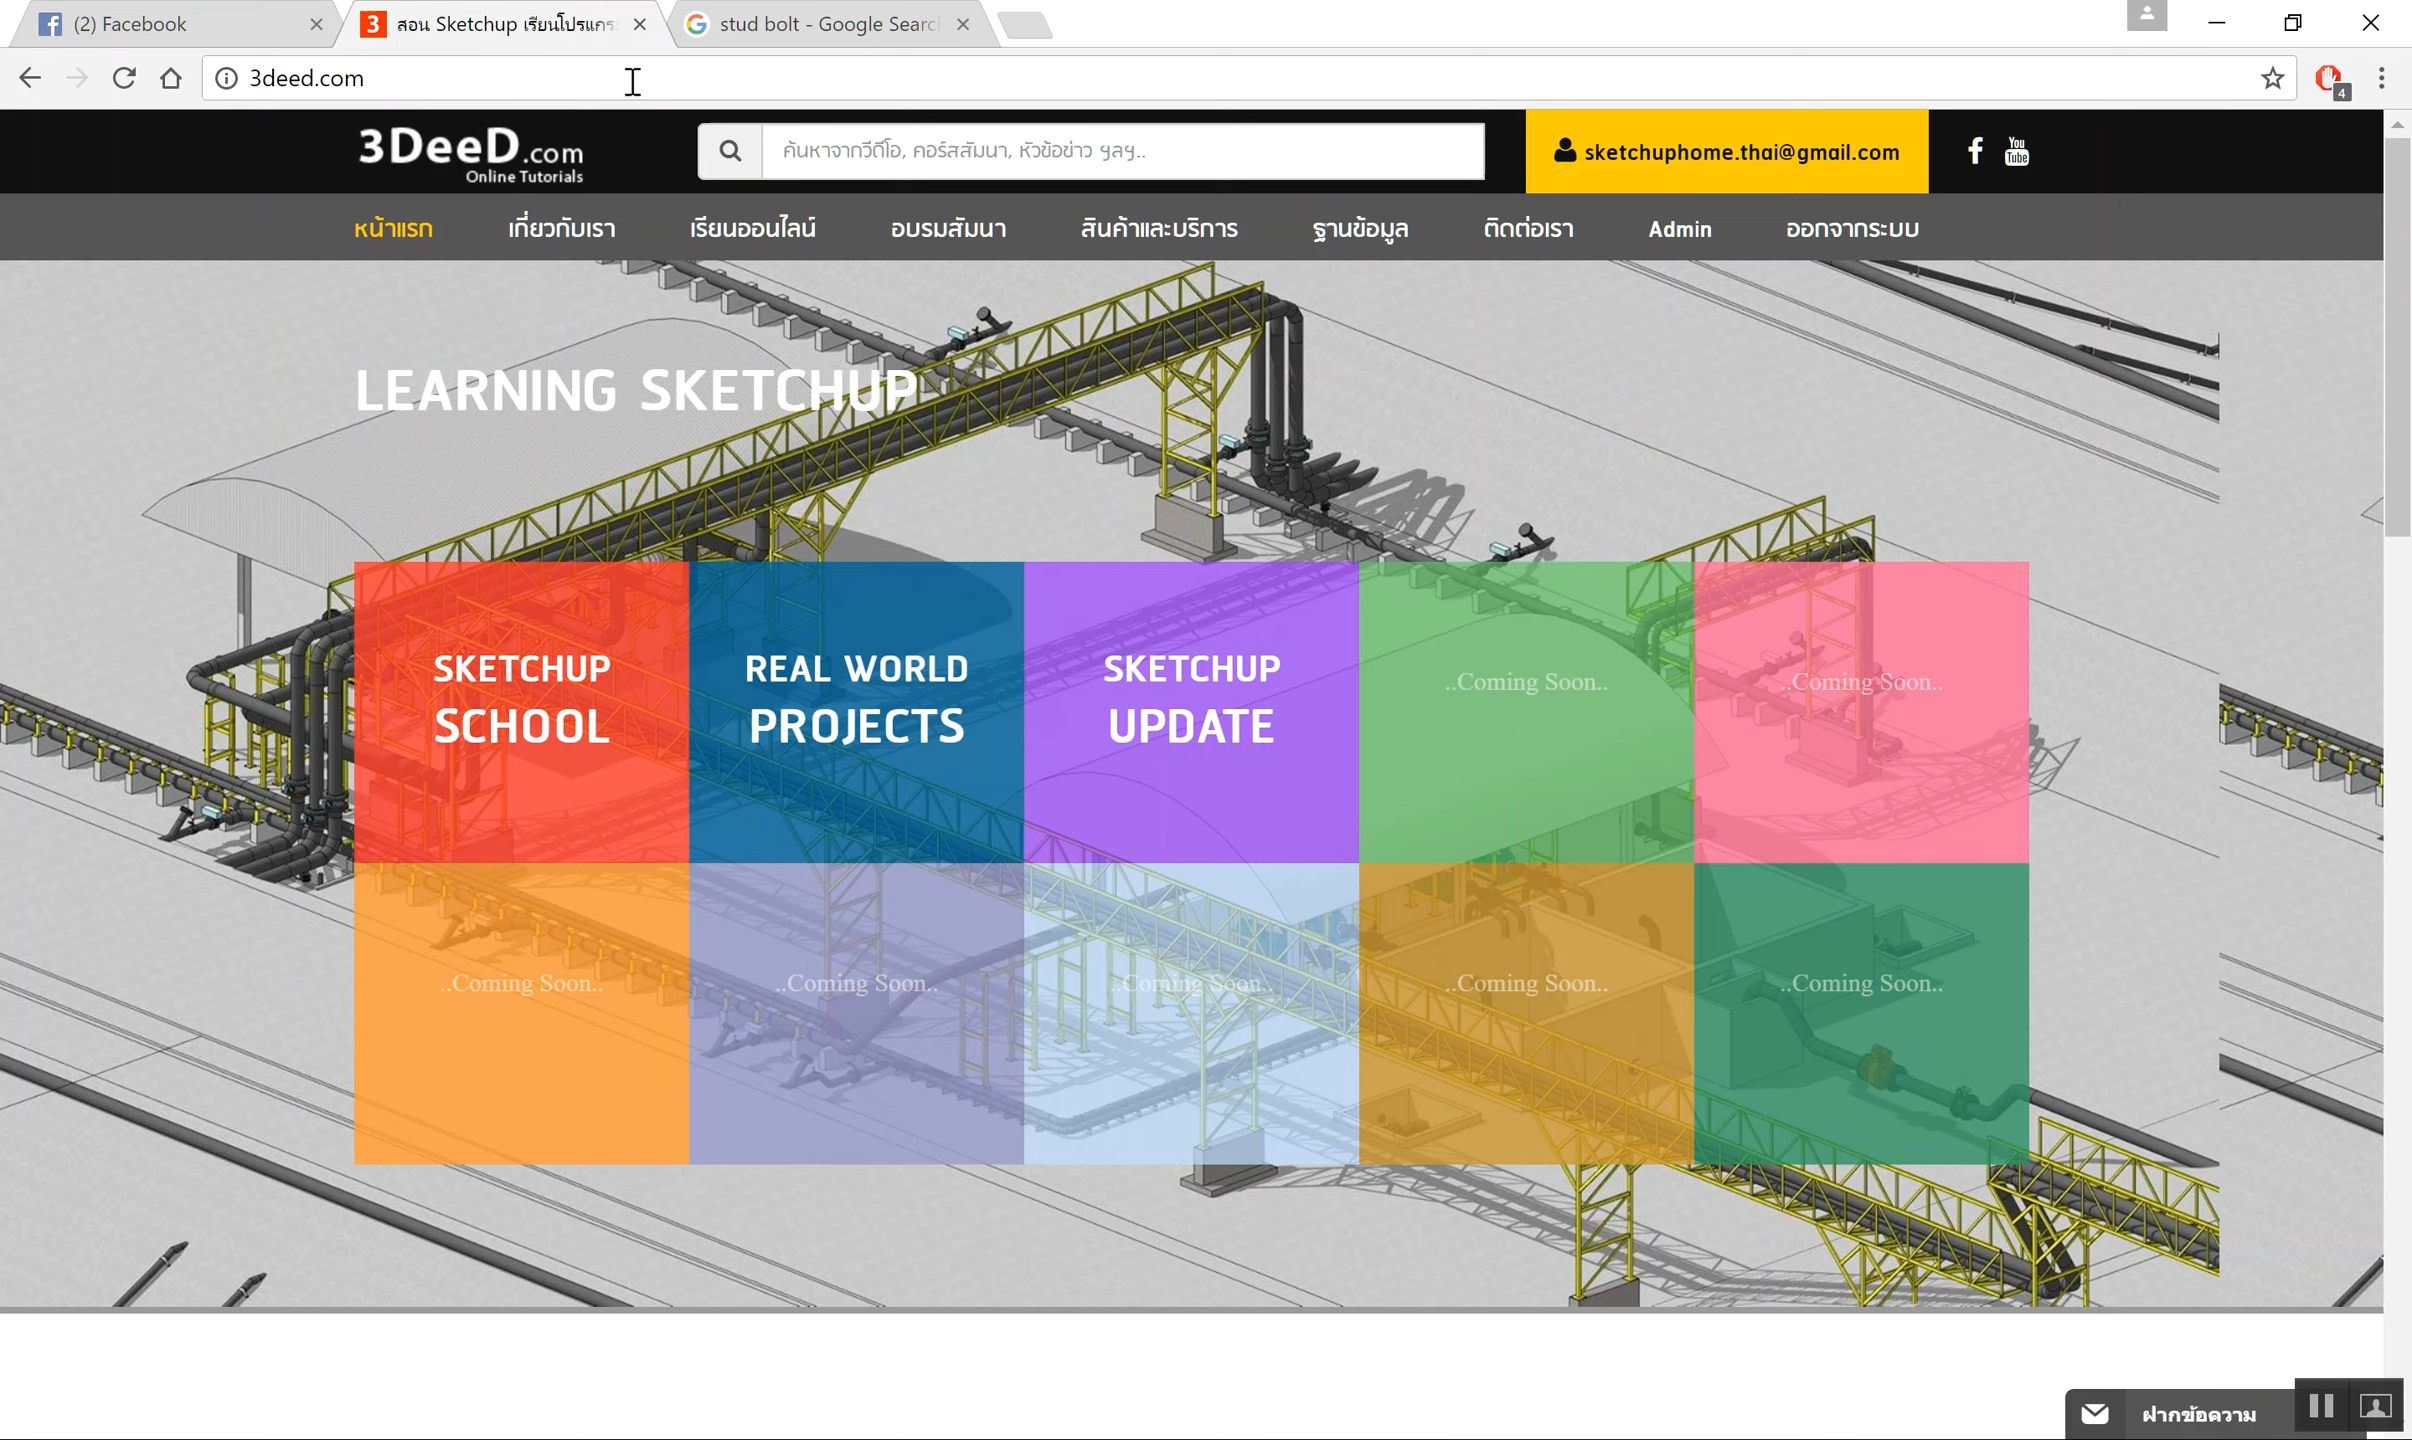 (2) Facebook
สอน Sketchup เรียนโปรแกร
stud bolt - Google Searc
3deed.com
4
3DeeD.com
Online Tutorials
ค้นหาจากวีดีโอ, คอร์สสัมนา, หัวข้อข่าว ฯลฯ..
sketchuphome.thai@gmail.com
You
Tube
หน้าแรก
เกี่ยวกับเรา
เรียนออนไลน์
อบรมสัมนา
สินค้าและบริการ
ฐานข้อมูล
ติดต่อเรา
Admin
ออกจากระบบ
LEARNING SKETCHUP
SKETCHUP
SCHOOL
REAL WORLD
PROJECTS
SKETCHUP
UPDATE
..Coming Soon..
..Coming Soon..
..Coming Soon..
..Coming Soon..
..Coming Soon..
..Coming Soon..
..Coming Soon..
ฝากข้อความ